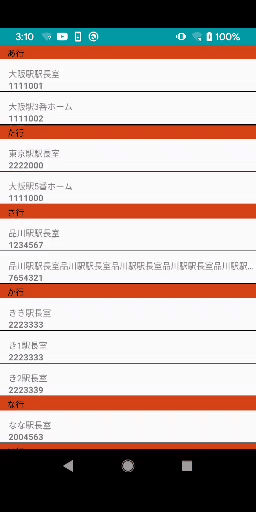 3:10 100%
あ行
大阪駅駅長室
1111001
大阪駅3番ホーム
1111002
た行
東京駅駅長室
2222000
大阪駅5番ホーム
1111000
さ行
品川駅駅長室
1234567
品川駅駅長室品川駅駅長室品川駅駅長室品川駅駅長室品川駅駅...
7654321
か行
きき駅長室
2223333
き1駅長室
2223333
き2駅長室
2223339
な行
なな駅長室
2004563